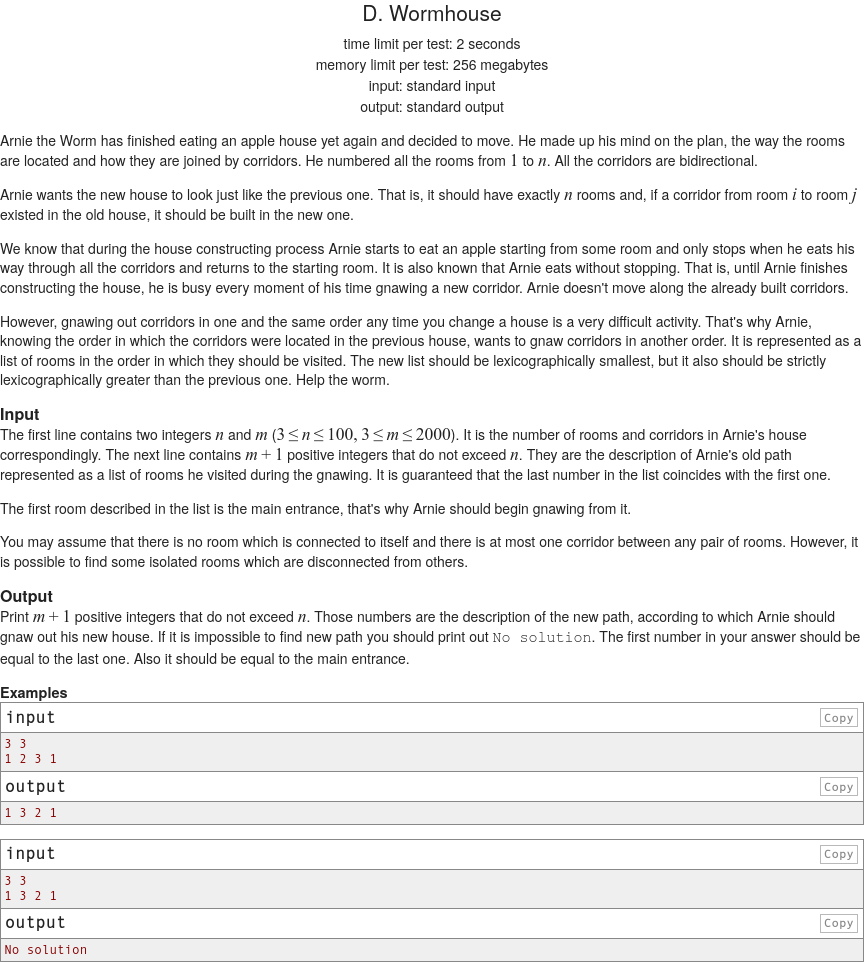 D. Wormhouse
time limit per test: 2 seconds
memory limit per test: 256 megabytes
input: standard input
output: standard output
Arnie the Worm has finished eating an apple house yet again and decided to move. He made up his mind on the plan, the way the rooms
are located and how they are joined by corridors. He numbered all the rooms from 1 to n. All the corridors are bidirectional.
Arnie wants the new house to look just like the previous one. That is, it should have exactly n rooms and, if a corridor from room i to room j
existed in the old house, it should be built in the new one.
We know that during the house constructing process Arnie starts to eat an apple starting from some room and only stops when he eats his
way through all the corridors and returns to the starting room. It is also known that Arnie eats without stopping. That is, until Arnie finishes
constructing the house, he is busy every moment of his time gnawing a new corridor. Arnie doesn't move along the already built corridors.
However, gnawing out corridors in one and the same order any time you change a house is a very difficult activity. That's why Arnie,
knowing the order in which the corridors were located in the previous house, wants to gnaw corridors in another order. It is represented as a
list of rooms in the order in which they should be visited. The new list should be lexicographically smallest, but it also should be strictly
lexicographically greater than the previous one. Help the worm.
Input
The first line contains two integers n and m (3 ≤ n ≤ 100, 3 ≤ m ≤ 2000). It is the number of rooms and corridors in Arnie's house
correspondingly. The next line contains m + 1 positive integers that do not exceed n. They are the description of Arnie's old path
represented as a list of rooms he visited during the gnawing. It is guaranteed that the last number in the list coincides with the first one.
The first room described in the list is the main entrance, that's why Arnie should begin gnawing from it.
You may assume that there is no room which is connected to itself and there is at most one corridor between any pair of rooms. However, it
is possible to find some isolated rooms which are disconnected from others.
Output
Print m + 1 positive integers that do not exceed n. Those numbers are the description of the new path, according to which Arnie should
gnaw out his new house. If it is impossible to find new path you should print out No solution. The first number in your answer should be
equal to the last one. Also it should be equal to the main entrance.
Examples
input Copy
3 3
1 2 3 1
output Copy
1 3 2 1
input Copy
3 3
1 3 2 1
output Copy
No solution